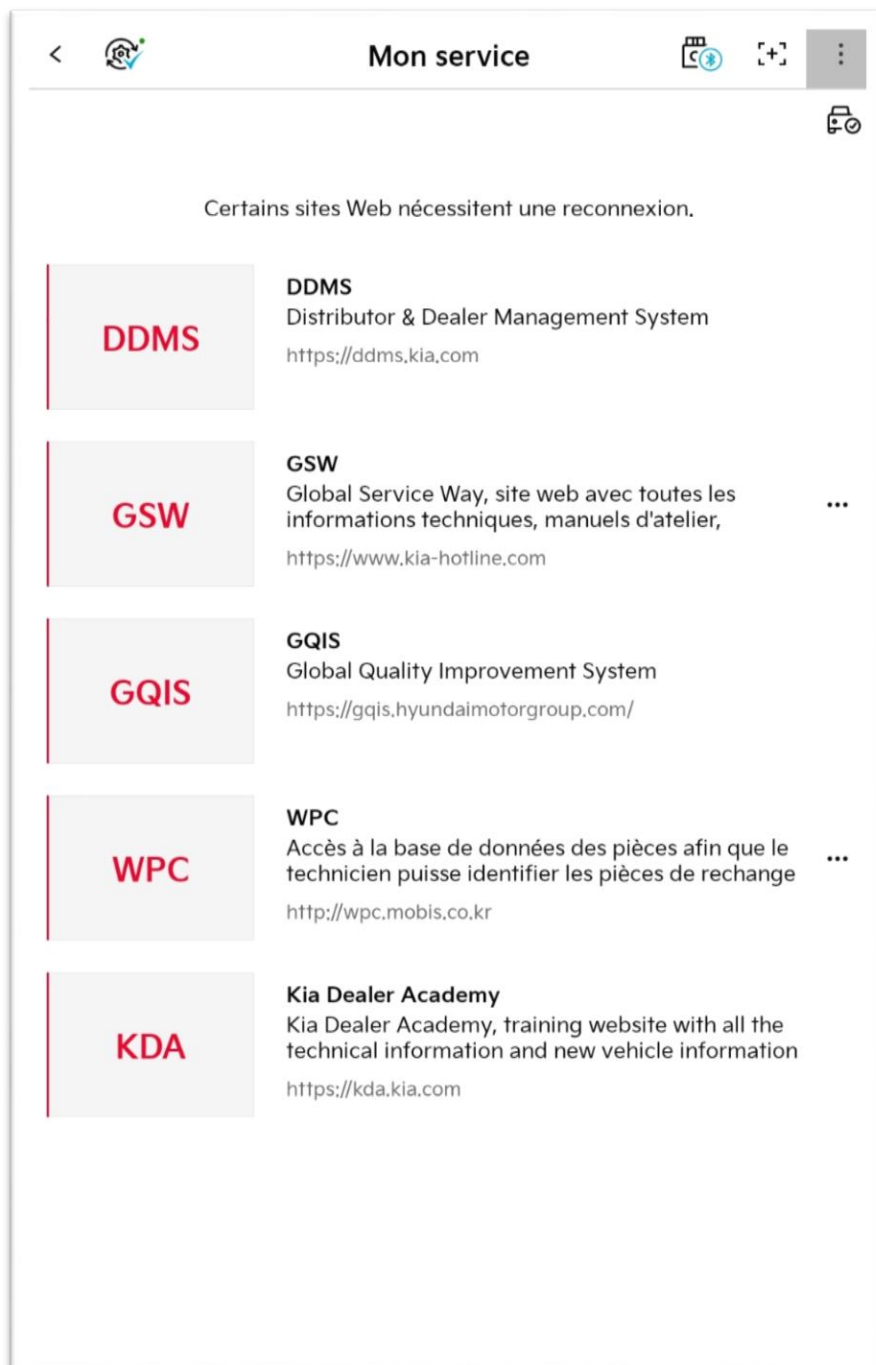 Mon service
Certains sites Web nécessitent une reconnexion.
DDMS
DDMS
Distributor & Dealer Management System
https://ddms.kia.com
GSW
GSW
Global Service Way, site web avec toutes les
informations techniques, manuels d'atelier,
https://www.kia-hotline.com
...
GQIS
GQIS
Global Quality Improvement System
https://gqis.hyundaimotorgroup.com/
WPC
WPC
Accès à la base de données des pièces afin que le
technicien puisse identifier les pièces de rechange
http://wpc.mobis.co.kr
...
KDA
Kia Dealer Academy
Kia Dealer Academy, training website with all the
technical information and new vehicle information
https://kda.kia.com